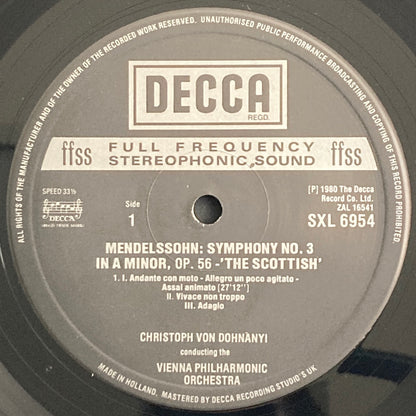 ALL RIGHTS OF THE MANUFACTURER AND OF THE OWNER OF THE RECORDED WORK RESERVED. UNAUTHORISED PUBLIC PERFORMANCE BROADCASTING AND COPYING OF THIS RECORD PROHIBITED.
DECCA
REGD.
ffss FULL FREQUENCY STEREOPHONIC SOUND ffss
SPEED 33⅓
DECCA
Side
1
[P] 1980 The Decca
Record Co. Ltd.
ZAL 16541
SXL 6954
MENDELSSOHN: SYMPHONY NO. 3
IN A MINOR, OP. 56 -'THE SCOTTISH'
1. I. Andante con moto - Allegro un poco agitato -
Assai animato [27'12"]
II. Vivace non troppo
III. Adagio
CHRISTOPH VON DOHNÀNYI
conducting the
VIENNA PHILHARMONIC
ORCHESTRA
MADE IN HOLLAND. MASTERED BY DECCA RECORDING STUDIO'S UK